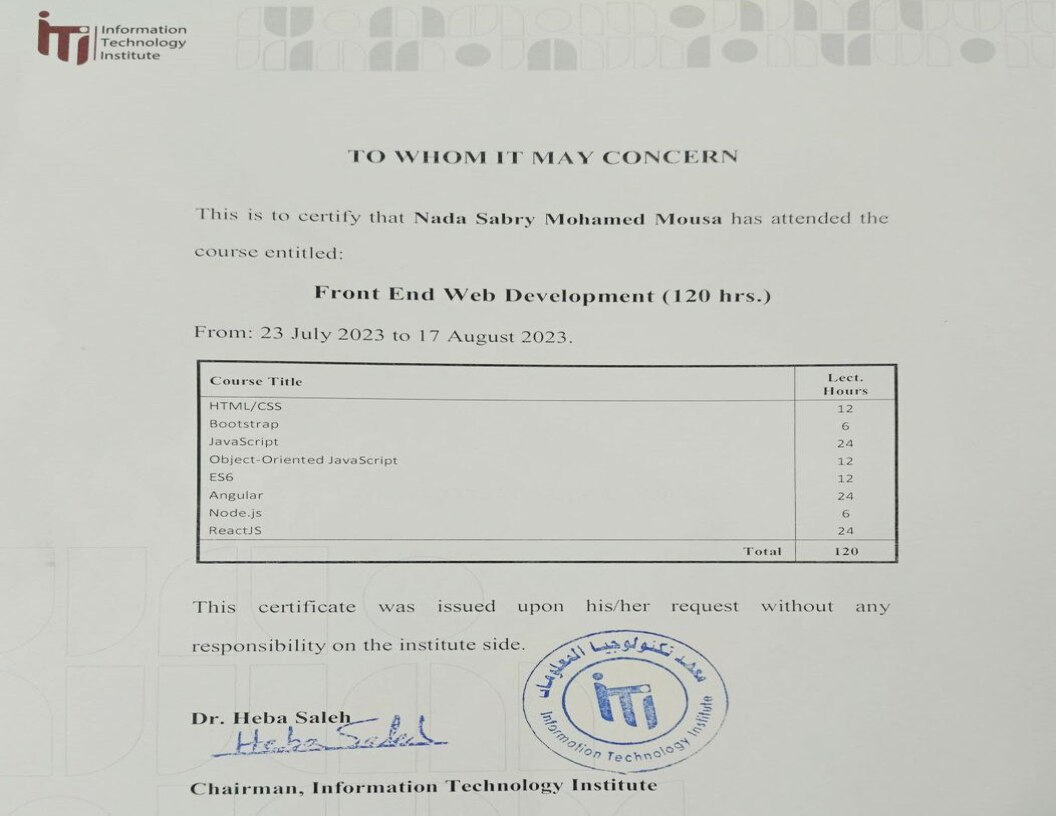 iTi
Information
Technology
Institute
TO WHOM IT MAY CONCERN
This is to certify that Nada Sabry Mohamed Mousa has attended the
course entitled:
Front End Web Development (120 hrs.)
From: 23 July 2023 to 17 August 2023.
Course Title Lect. Hours
HTML/CSS 12
Bootstrap 6
JavaScript 24
Object-Oriented JavaScript 12
ES6 12
Angular 24
Node.js 6
ReactJS 24
Total 120
This certificate was issued upon his/her request without any
responsibility on the institute side.
معهد تكنولوجيا المعلومات
iTi
Information Technology Institute
Dr. Heba Saleh
Heba Saleh
Chairman, Information Technology Institute